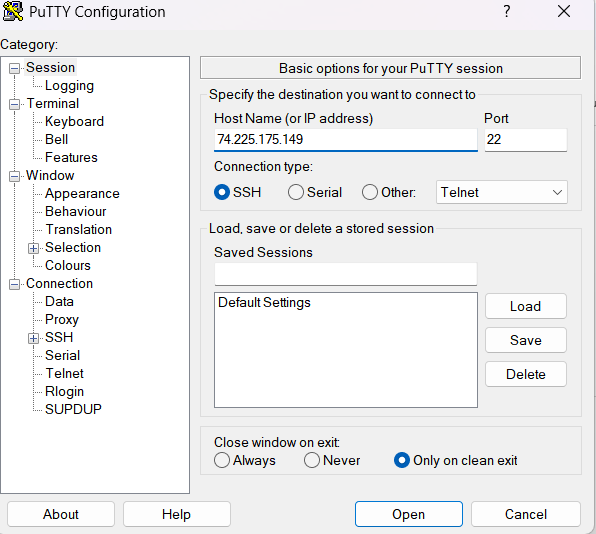 PuTTY Configuration
?
Category:
Session
Logging
Terminal
Keyboard
Bell
Features
Window
Appearance
Behaviour
Translation
Selection
Colours
Connection
Data
Proxy
SSH
Serial
Telnet
Rlogin
SUPDUP
Basic options for your PuTTY session
Specify the destination you want to connect to
Host Name (or IP address) Port
74.225.175.149 22
Connection type:
SSH Serial Other: Telnet
Load, save or delete a stored session
Saved Sessions
Default Settings
Load
Save
Delete
Close window on exit:
Always Never Only on clean exit
About Help Open Cancel